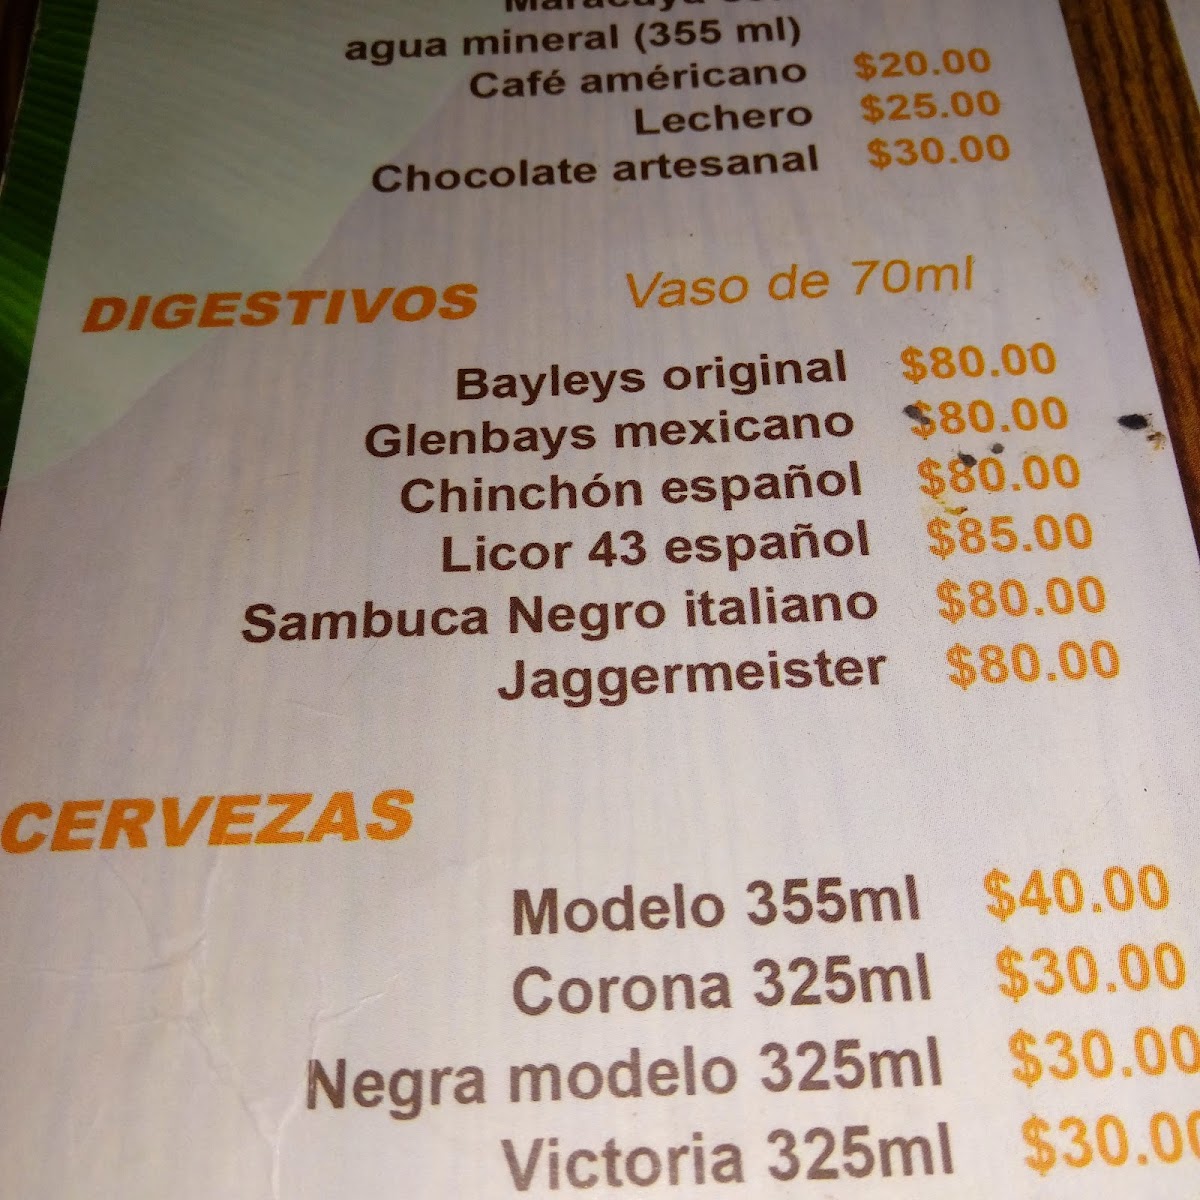 agua mineral (355 ml)
Café américano $20.00
Lechero $25.00
Chocolate artesanal $30.00
DIGESTIVOS Vaso de 70ml
Bayleys original $80.00
Glenbays mexicano $80.00
Chinchón español $80.00
Licor 43 español $85.00
Sambuca Negro italiano $80.00
Jaggermeister $80.00
CERVEZAS
Modelo 355ml $40.00
Corona 325ml $30.00
Negra modelo 325ml $30.00
Victoria 325ml $30.00